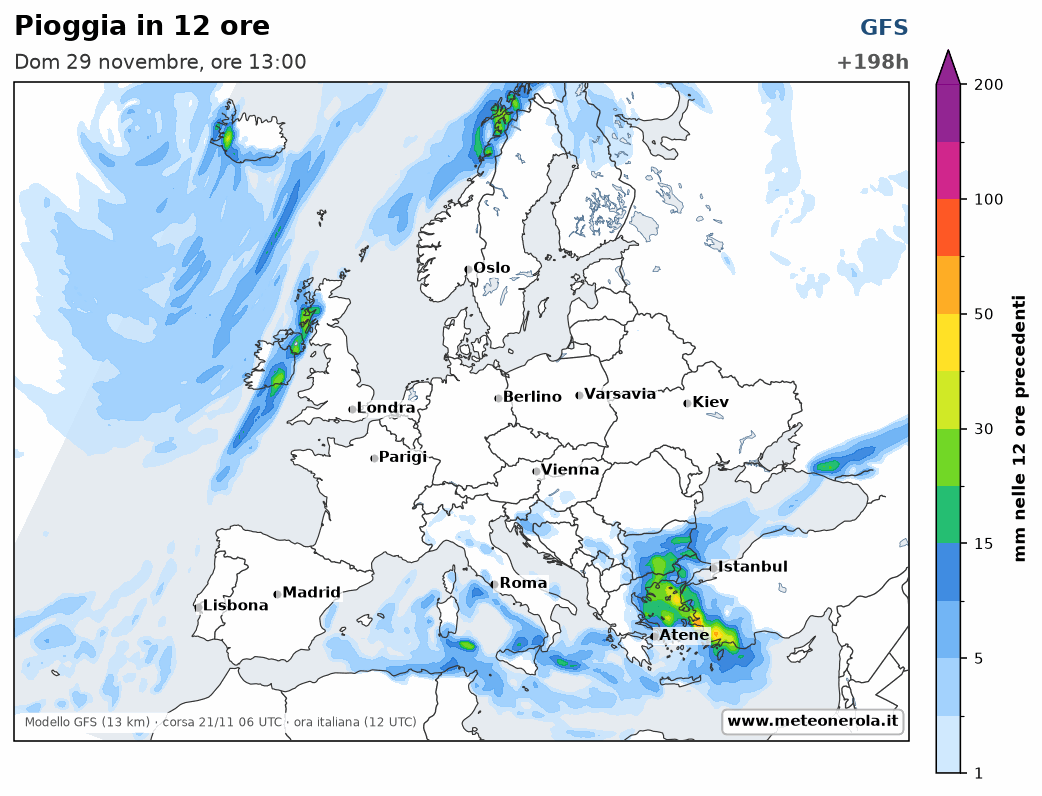 Pioggia in 12 ore
GFS
Dom 29 novembre, ore 13:00
+198h
200
100
50
30
15
5
1
mm nelle 12 ore precedenti
Oslo
Berlino
Varsavia
Kiev
Londra
Parigi
Vienna
Istanbul
Roma
Madrid
Lisbona
Atene
Modello GFS (13 km) · corsa 21/11 06 UTC · ora italiana (12 UTC)
www.meteonerola.it